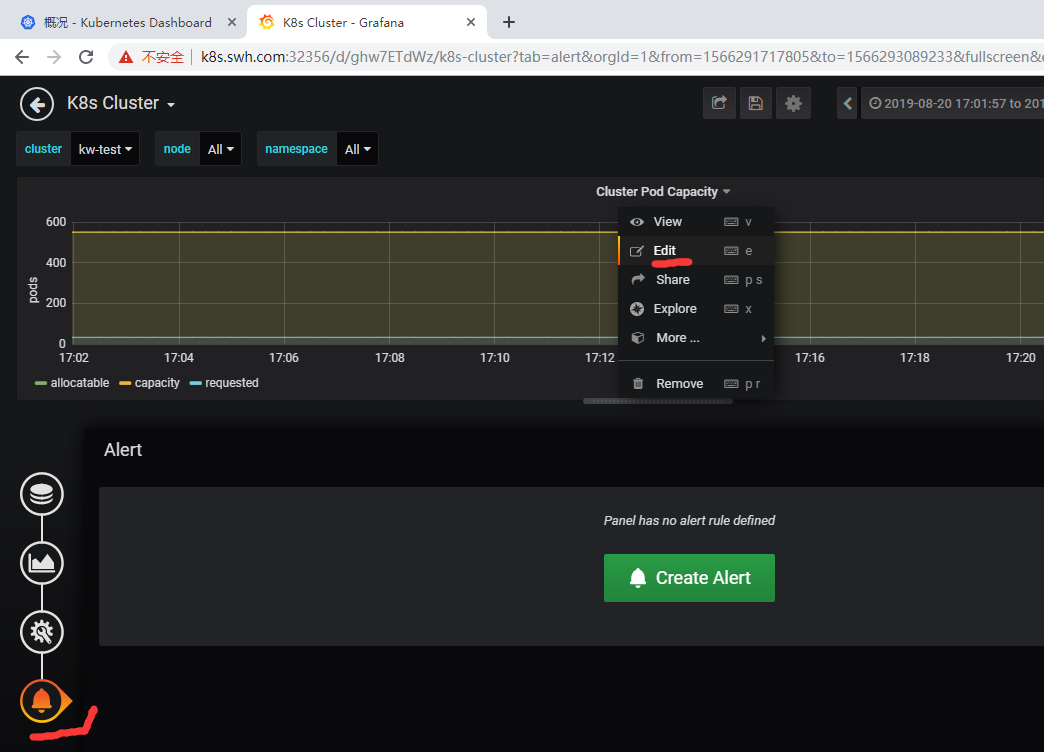 概况 - Kubernetes Dashboard K8s Cluster - Grafana
不安全 k8s.swh.com:32356/d/ghw7ETdWz/k8s-cluster?tab=alert&orgId=1&from=1566291717805&to=1566293089233&fullscreen&e
K8s Cluster
2019-08-20 17:01:57 to 201
cluster kw-test node All namespace All
Cluster Pod Capacity
View v
Edit e
Share p s
Explore x
More ...
Remove p r
pods
600
400
200
0
17:02 17:04 17:06 17:08 17:10 17:12 17:16 17:18 17:20
allocatable capacity requested
Alert
Panel has no alert rule defined
Create Alert